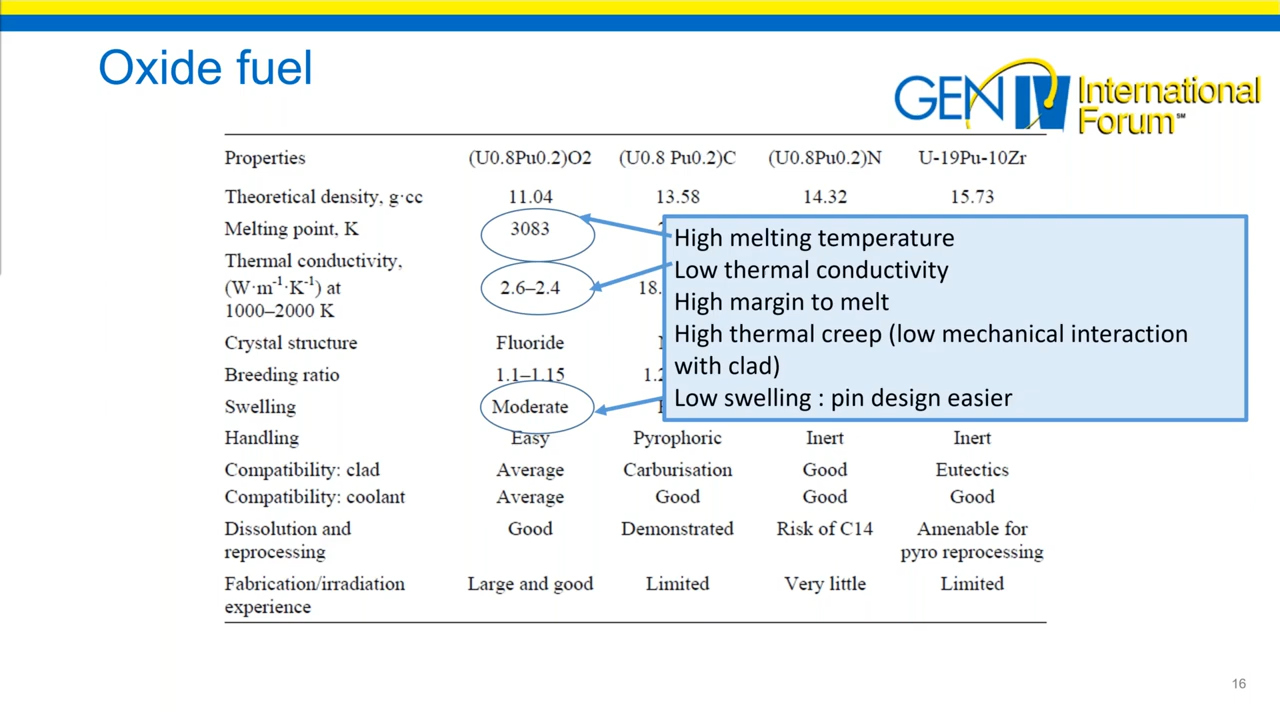 Oxide fuel
GEN IV International Forum℠
Properties (U0.8Pu0.2)O2 (U0.8 Pu0.2)C (U0.8Pu0.2)N U-19Pu-10Zr
Theoretical density, g·cc 11.04 13.58 14.32 15.73
Melting point, K 3083
Thermal conductivity,
(W·m⁻¹·K⁻¹) at 2.6–2.4 18.
1000–2000 K
Crystal structure Fluoride
Breeding ratio 1.1–1.15 1.2
Swelling Moderate
High melting temperature
Low thermal conductivity
High margin to melt
High thermal creep (low mechanical interaction
with clad)
Low swelling : pin design easier
Handling Easy Pyrophoric Inert Inert
Compatibility: clad Average Carburisation Good Eutectics
Compatibility: coolant Average Good Good Good
Dissolution and Good Demonstrated Risk of C14 Amenable for
reprocessing pyro reprocessing
Fabrication/irradiation Large and good Limited Very little Limited
experience
16